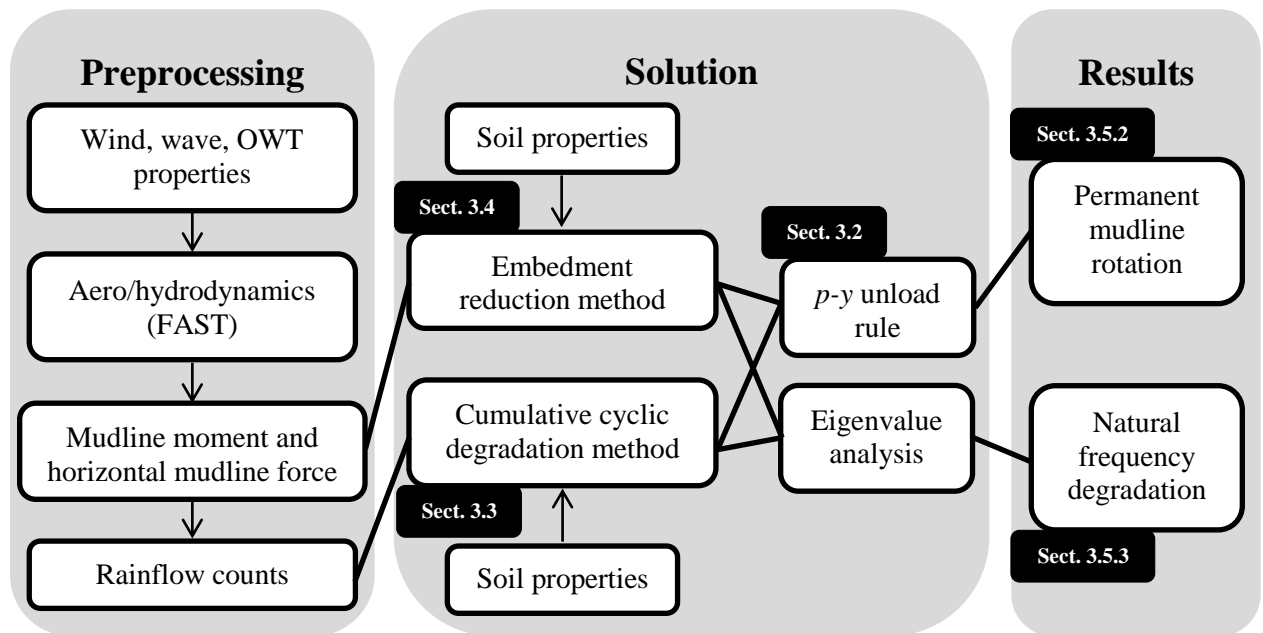 Preprocessing
Wind, wave, OWT
properties
Aero/hydrodynamics
(FAST)
Mudline moment and
horizontal mudline force
Rainflow counts
Solution
Soil properties
Sect. 3.4
Embedment
reduction method
Cumulative cyclic
degradation method
Sect. 3.3
Soil properties
Sect. 3.2
p-y unload
rule
Eigenvalue
analysis
Results
Sect. 3.5.2
Permanent
mudline
rotation
Natural
frequency
degradation
Sect. 3.5.3